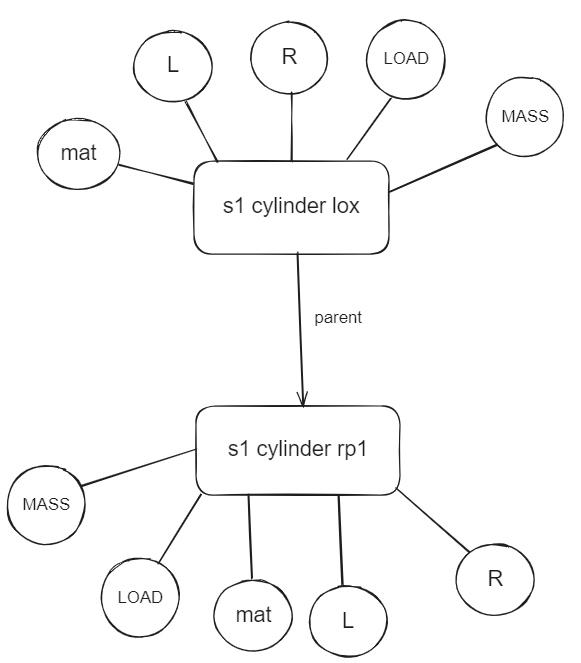 L
R
LOAD
MASS
mat
s1 cylinder lox
parent
s1 cylinder rp1
MASS
LOAD
mat
L
R